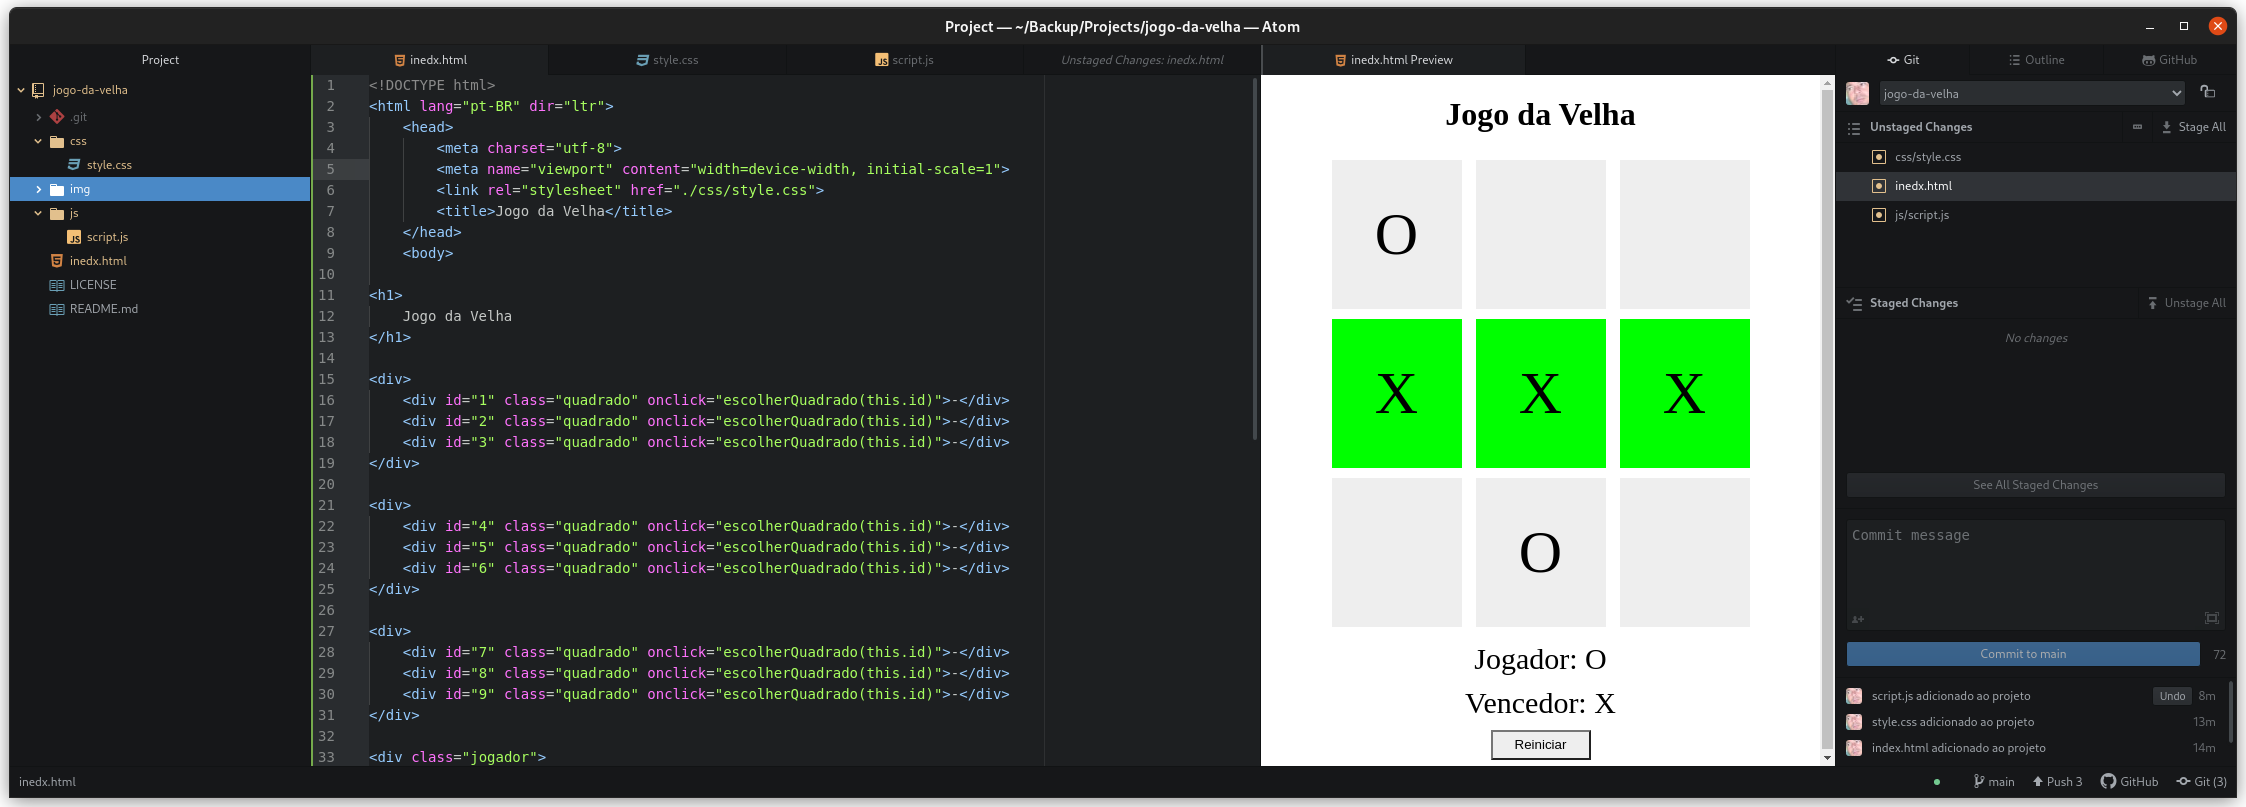 Project — ~/Backup/Projects/jogo-da-velha — Atom
Project
jogo-da-velha
.git
css
style.css
img
js
script.js
inedx.html
LICENSE
README.md
inedx.html
style.css
script.js
Unstaged Changes: inedx.html
1 <!DOCTYPE html>
2 <html lang="pt-BR" dir="ltr">
3 <head>
4 <meta charset="utf-8">
5 <meta name="viewport" content="width=device-width, initial-scale=1">
6 <link rel="stylesheet" href="./css/style.css">
7 <title>Jogo da Velha</title>
8 </head>
9 <body>
10
11 <h1>
12 Jogo da Velha
13 </h1>
14
15 <div>
16 <div id="1" class="quadrado" onclick="escolherQuadrado(this.id)">-</div>
17 <div id="2" class="quadrado" onclick="escolherQuadrado(this.id)">-</div>
18 <div id="3" class="quadrado" onclick="escolherQuadrado(this.id)">-</div>
19 </div>
20
21 <div>
22 <div id="4" class="quadrado" onclick="escolherQuadrado(this.id)">-</div>
23 <div id="5" class="quadrado" onclick="escolherQuadrado(this.id)">-</div>
24 <div id="6" class="quadrado" onclick="escolherQuadrado(this.id)">-</div>
25 </div>
26
27 <div>
28 <div id="7" class="quadrado" onclick="escolherQuadrado(this.id)">-</div>
29 <div id="8" class="quadrado" onclick="escolherQuadrado(this.id)">-</div>
30 <div id="9" class="quadrado" onclick="escolherQuadrado(this.id)">-</div>
31 </div>
32
33 <div class="jogador">
inedx.html Preview
Jogo da Velha
O
X X X
O
Jogador: O
Vencedor: X
Reiniciar
Git
Outline
GitHub
jogo-da-velha
Unstaged Changes
Stage All
css/style.css
inedx.html
js/script.js
Staged Changes
Unstage All
No changes
See All Staged Changes
Commit message
Commit to main
72
script.js adicionado ao projeto Undo 8m
style.css adicionado ao projeto 13m
index.html adicionado ao projeto 14m
inedx.html
main
Push 3
GitHub
Git (3)